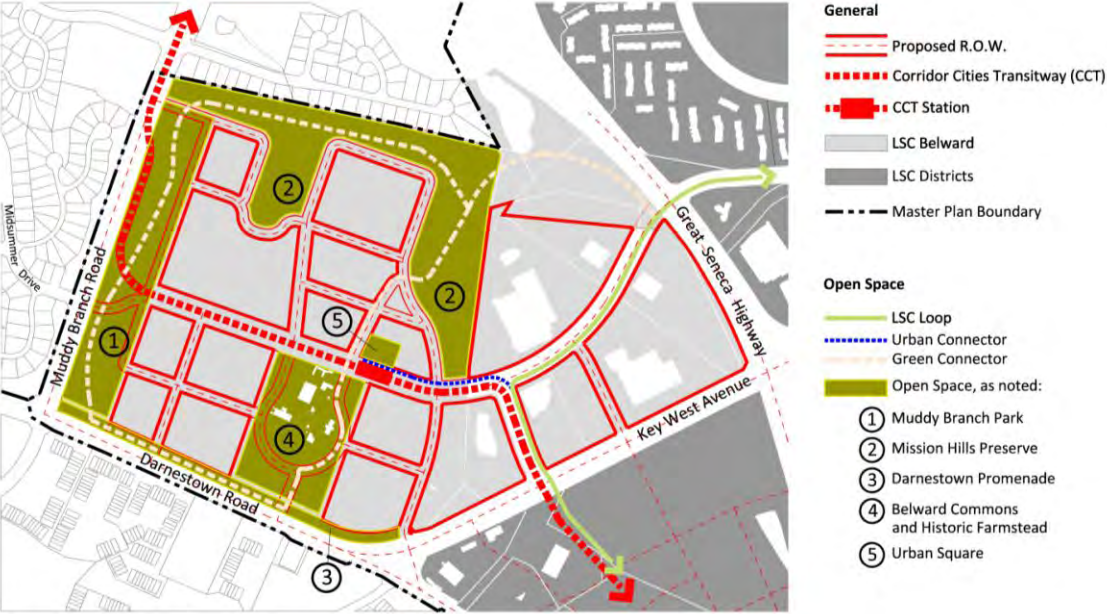 2
2
5
1
4
3
Midsummer Drive
Muddy Branch Road
Darnestown Road
Great Seneca Highway
Key West Avenue
General
Proposed R.O.W.
Corridor Cities Transitway (CCT)
CCT Station
LSC Belward
LSC Districts
Master Plan Boundary
Open Space
LSC Loop
Urban Connector
Green Connector
Open Space, as noted:
1 Muddy Branch Park
2 Mission Hills Preserve
3 Darnestown Promenade
4 Belward Commons
and Historic Farmstead
5 Urban Square